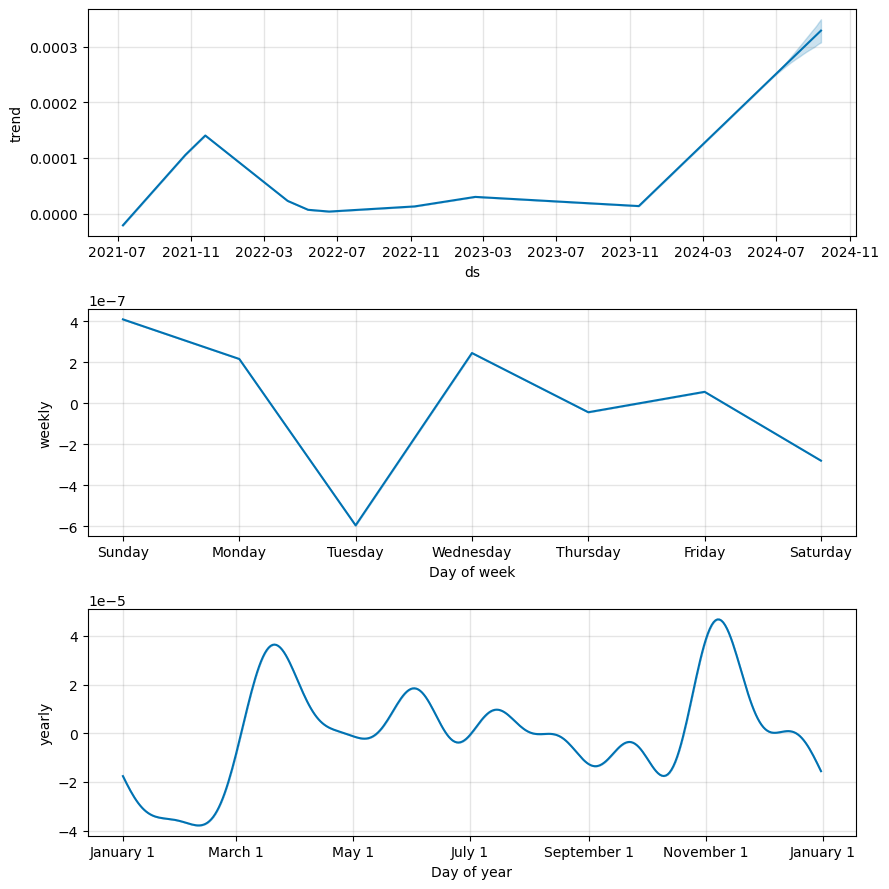 0.0003
0.0002
0.0001
0.0000
trend
2021-07 2021-11 2022-03 2022-07 2022-11 2023-03 2023-07 2023-11 2024-03 2024-07 2024-11
ds
1e−7
4
2
0
−2
−4
−6
weekly
Sunday Monday Tuesday Wednesday Thursday Friday Saturday
Day of week
1e−5
4
2
0
−2
−4
yearly
January 1 March 1 May 1 July 1 September 1 November 1 January 1
Day of year